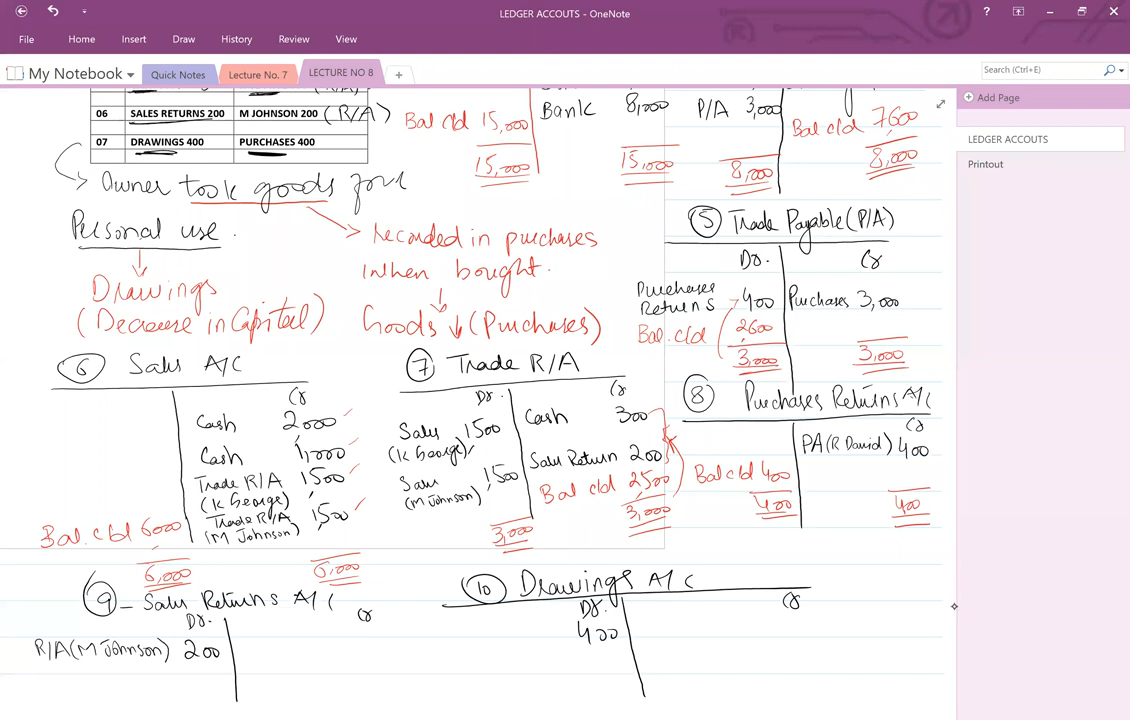 LEDGER ACCOUTS - OneNote
File Home Insert Draw History Review View
My Notebook Quick Notes Lecture No. 7 LECTURE NO 8
Search (Ctrl+E)
Add Page
LEDGER ACCOUTS
Printout
06 SALES RETURNS 200 M JOHNSON 200 (R/A)
07 DRAWINGS 400 PURCHASES 400
Owner took goods for
Personal use.
Drawings
(Decrease in Capital)
Recorded in purchases
When bought.
Goods ↓ (Purchases)
Bank 8,000
Bal c/d 15,000
15,000 15,000
P/A 3,000
Bal c/d 7,600
8,000 8,000
5 Trade Payable (P/A)
Dr. Cr
Purchases Returns 400 Purchases 3,000
Bal. c/d 2600
3,000 3,000
6 Sales A/C
Cr
Cash 2000
Cash 1,000
Trade R/A 1500
(K George)
Trade R/A 1500
(M Johnson)
Bal. c/d 6000
6,000 6,000
7 Trade R/A
Dr. Cr
Sales 1500 Cash 300
(K George)
Sales Return 200
Sales 1500
(M Johnson)
Bal c/d 2500
3,000 3,000
8 Purchases Returns A/C
Cr
PA (R David) 400
Bal c/d 400
400 400
9 - Sales Returns A/C
Dr. Cr
R/A (M Johnson) 200
10 Drawings A/C
Dr. Cr
400